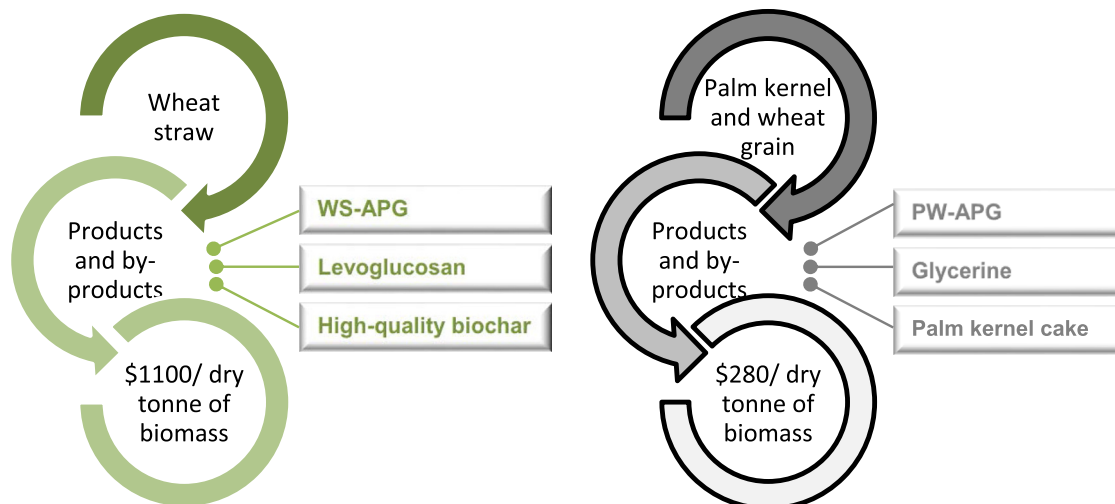 Wheat
straw
Products
and by-
products
WS-APG
Levoglucosan
High-quality biochar
$1100/ dry
tonne of
biomass
Palm kernel
and wheat
grain
Products
and by-
products
PW-APG
Glycerine
Palm kernel cake
$280/ dry
tonne of
biomass